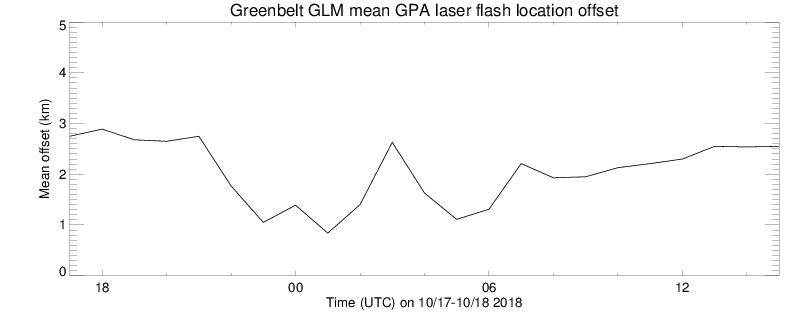 Greenbelt GLM mean GPA laser flash location offset
5
4
3
2
1
0
Mean offset (km)
18 00 06 12
Time (UTC) on 10/17-10/18 2018